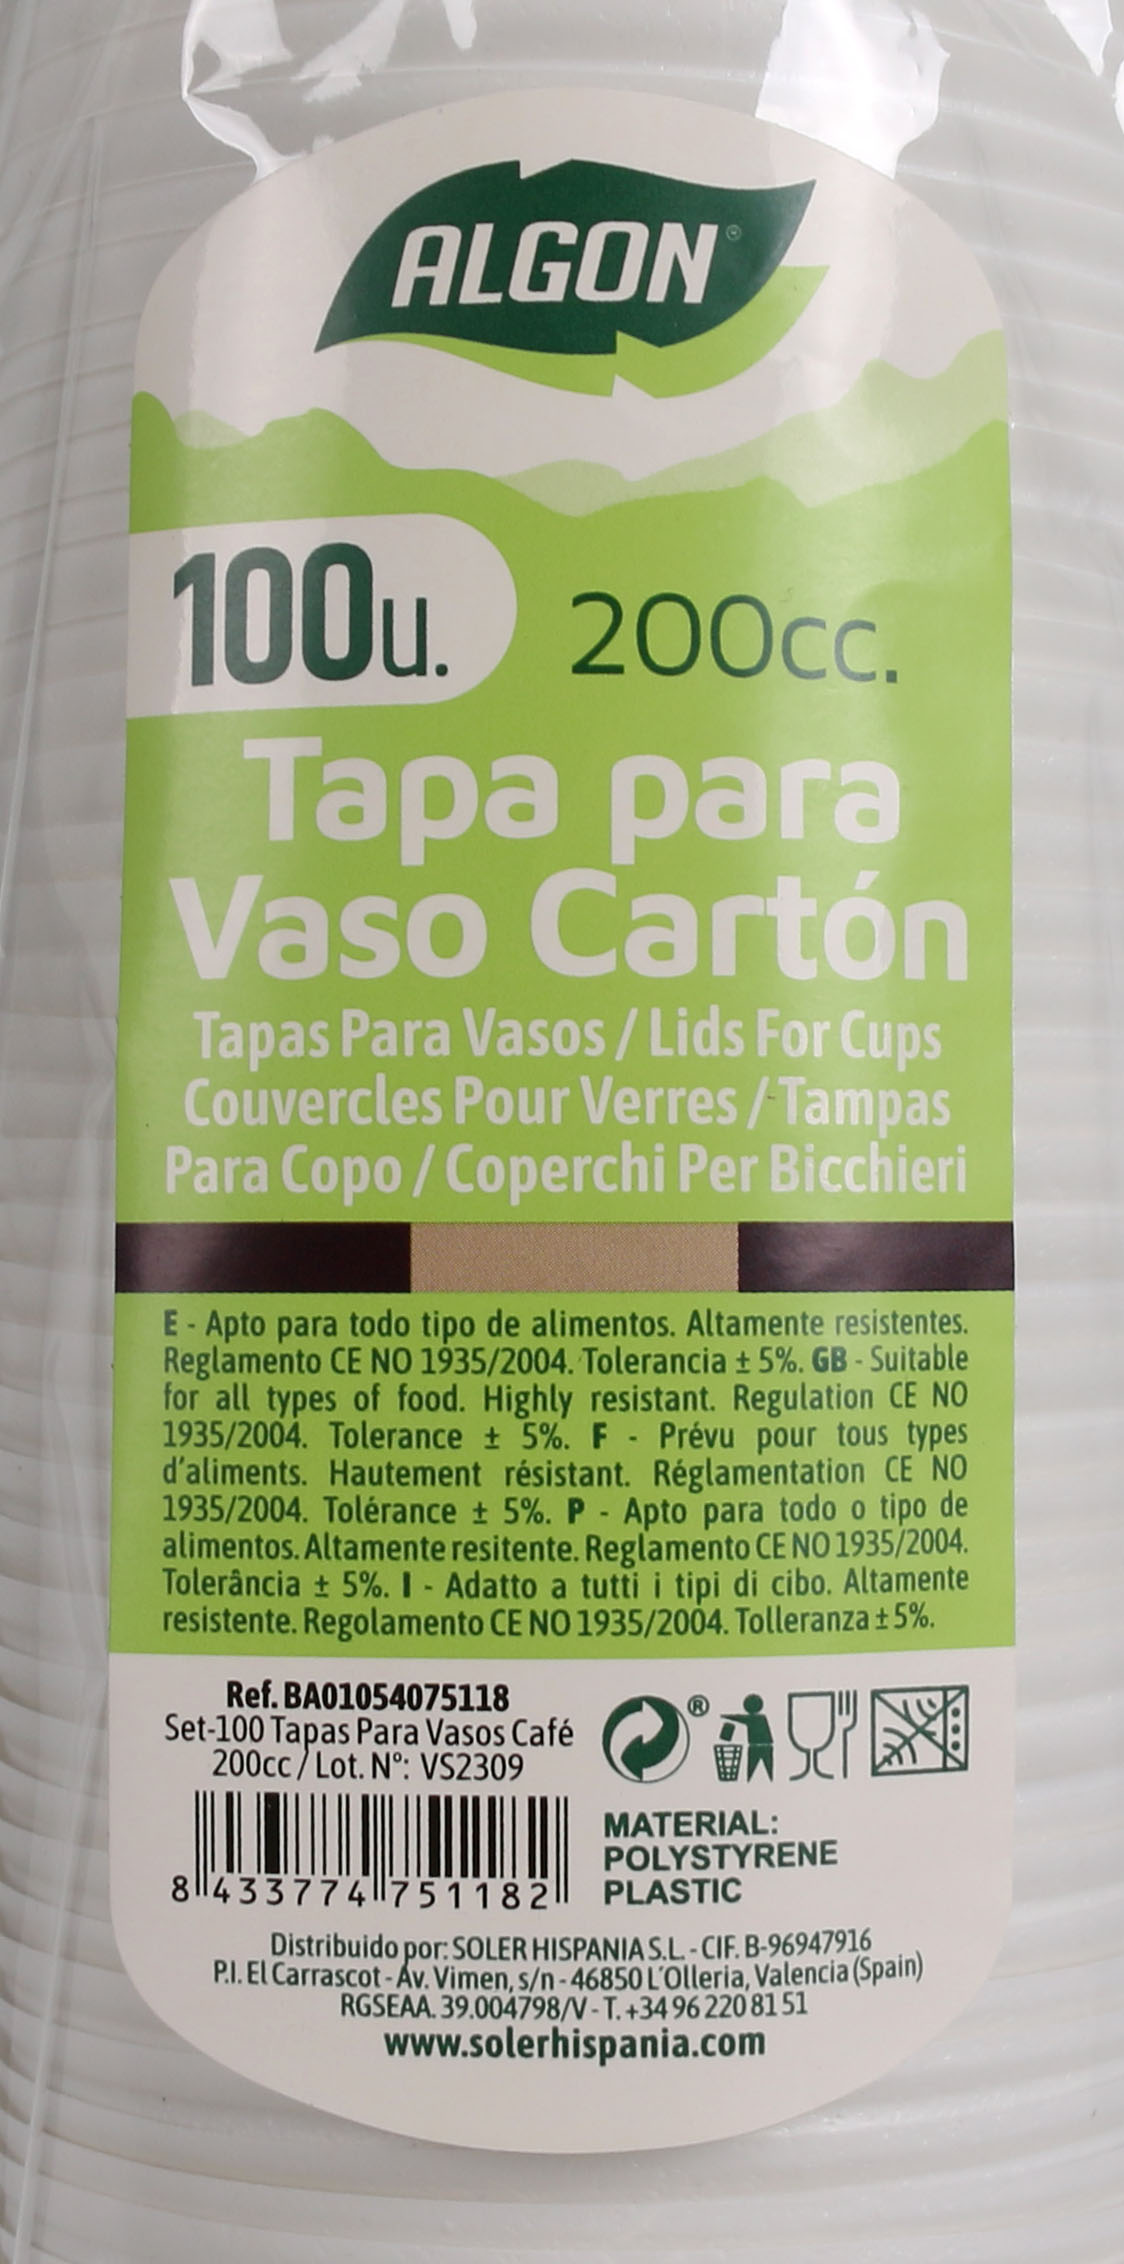 ALGON®
100u. 200cc.
Tapa para
Vaso Cartón
Tapas Para Vasos / Lids For Cups
Couvercles Pour Verres / Tampas
Para Copo / Coperchi Per Bicchieri
E - Apto para todo tipo de alimentos. Altamente resistentes.
Reglamento CE NO 1935/2004. Tolerancia ± 5%. GB - Suitable
for all types of food. Highly resistant. Regulation CE NO
1935/2004. Tolerance ± 5%. F - Prévu pour tous types
d'aliments. Hautement résistant. Réglamentation CE NO
1935/2004. Tolérance ± 5%. P - Apto para todo o tipo de
alimentos. Altamente resitente. Reglamento CE NO 1935/2004.
Tolerância ± 5%. I - Adatto a tutti i tipi di cibo. Altamente
resistente. Regolamento CE NO 1935/2004. Tolleranza ± 5%.
Ref. BA01054075118
Set-100 Tapas Para Vasos Café
200cc / Lot. Nº: VS2309
8 433774 751182
®
MATERIAL:
POLYSTYRENE
PLASTIC
Distribuido por: SOLER HISPANIA S.L. - CIF. B-96947916
P.I. El Carrascot - Av. Vimen, s/n - 46850 L'Olleria, Valencia (Spain)
RGSEAA. 39.004798/V - T. +34 96 220 81 51
www.solerhispania.com